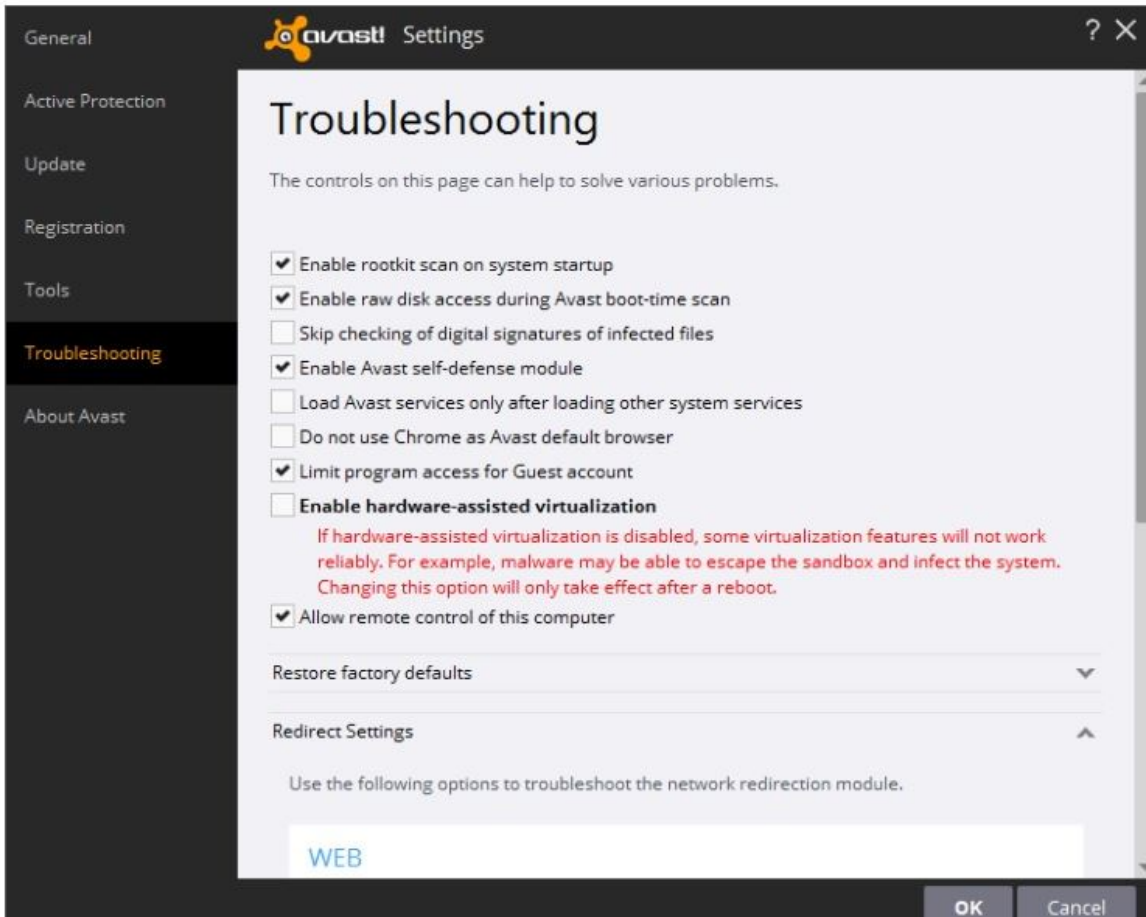 General
Active Protection
Update
Registration
Tools
Troubleshooting
About Avast
avast! Settings
? ✕
Troubleshooting
The controls on this page can help to solve various problems.
Enable rootkit scan on system startup
Enable raw disk access during Avast boot-time scan
Skip checking of digital signatures of infected files
Enable Avast self-defense module
Load Avast services only after loading other system services
Do not use Chrome as Avast default browser
Limit program access for Guest account
Enable hardware-assisted virtualization
If hardware-assisted virtualization is disabled, some virtualization features will not work
reliably. For example, malware may be able to escape the sandbox and infect the system.
Changing this option will only take effect after a reboot.
Allow remote control of this computer
Restore factory defaults
Redirect Settings
Use the following options to troubleshoot the network redirection module.
WEB
OK Cancel